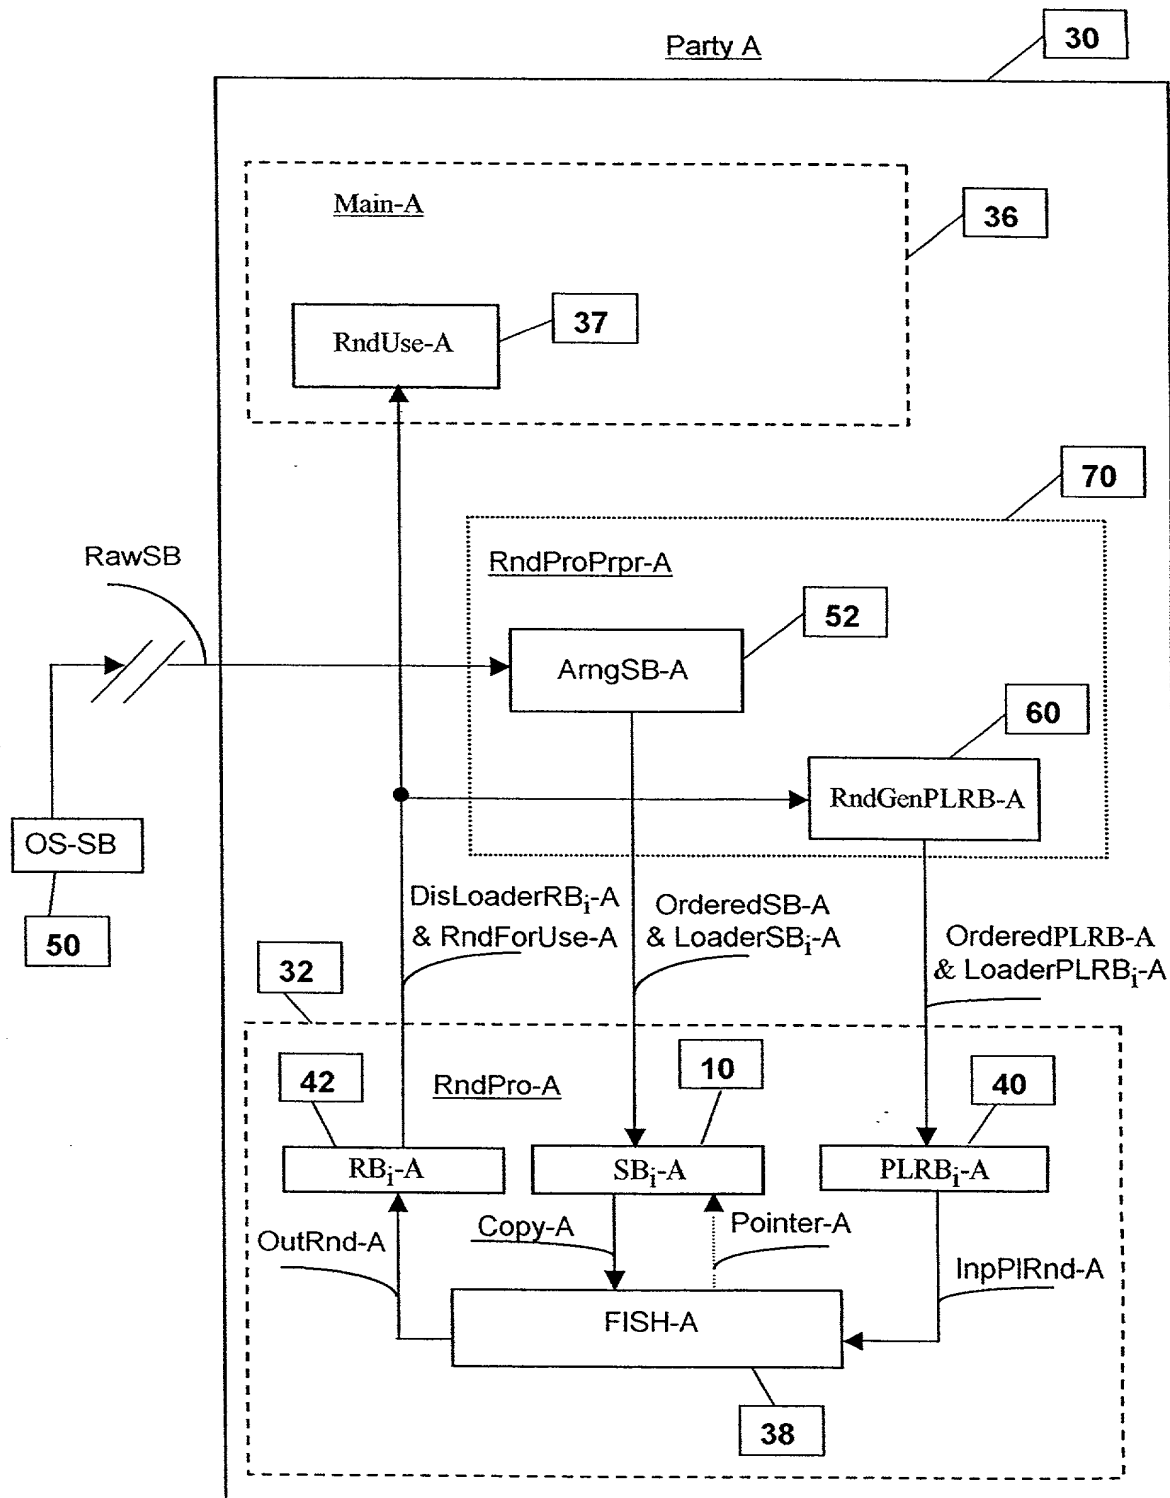 Party A
30
Main-A
36
RndUse-A
37
70
RawSB
RndProPrpr-A
52
ArngSB-A
60
RndGenPLRB-A
OS-SB
50
DisLoaderRBi-A
& RndForUse-A
OrderedSB-A
& LoaderSBi-A
OrderedPLRB-A
& LoaderPLRBi-A
32
42
RndPro-A
10
40
RBi-A
SBi-A
PLRBi-A
OutRnd-A
Copy-A
Pointer-A
InpPlRnd-A
FISH-A
38